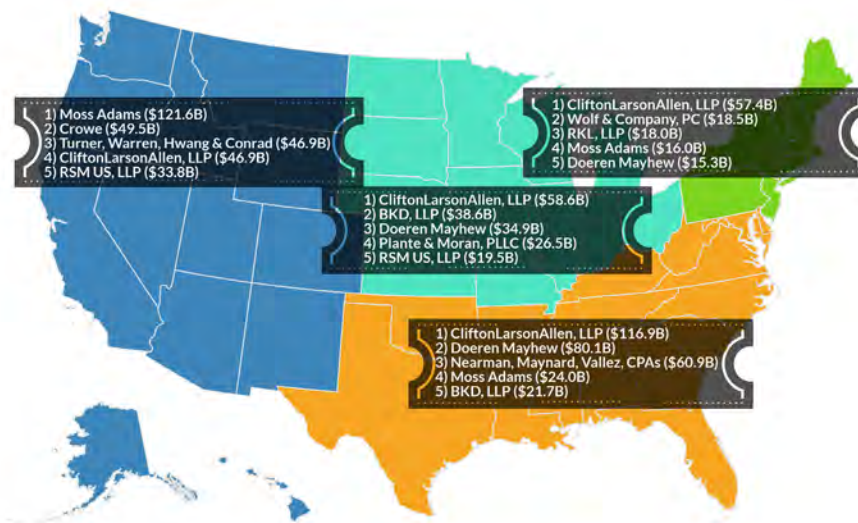 1) Moss Adams ($121.6B)
2) Crowe ($49.5B)
3) Turner, Warren, Hwang & Conrad ($46.9B)
4) CliftonLarsonAllen, LLP ($46.9B)
5) RSM US, LLP ($33.8B)
1) CliftonLarsonAllen, LLP ($57.4B)
2) Wolf & Company, PC ($18.5B)
3) RKL, LLP ($18.0B)
4) Moss Adams ($16.0B)
5) Doeren Mayhew ($15.3B)
1) CliftonLarsonAllen, LLP ($58.6B)
2) BKD, LLP ($38.6B)
3) Doeren Mayhew ($34.9B)
4) Plante & Moran, PLLC ($26.5B)
5) RSM US, LLP ($19.5B)
1) CliftonLarsonAllen, LLP ($116.9B)
2) Doeren Mayhew ($80.1B)
3) Nearman, Maynard, Vallez, CPAs ($60.9B)
4) Moss Adams ($24.0B)
5) BKD, LLP ($21.7B)